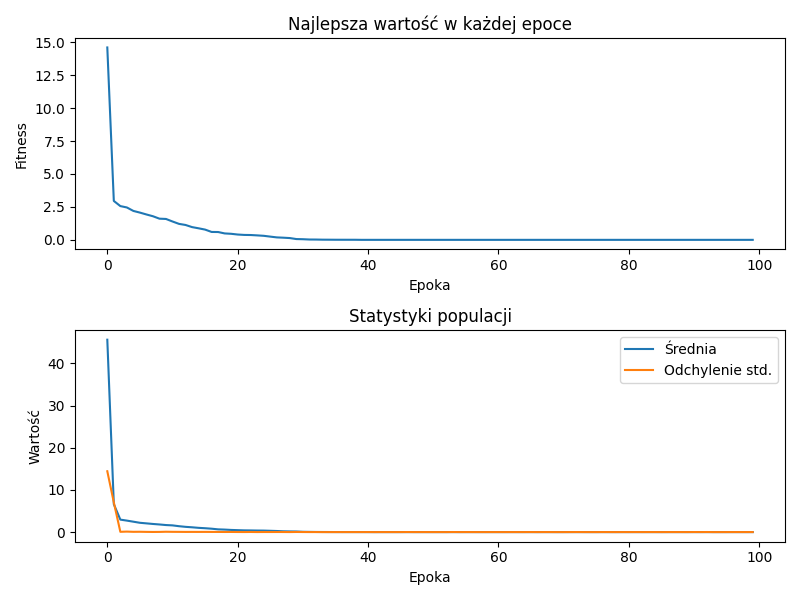 Najlepsza wartość w każdej epoce
15.0
12.5
10.0
7.5
5.0
2.5
0.0
Fitness
0 20 40 60 80 100
Epoka
Statystyki populacji
40
30
20
10
0
Wartość
Średnia
Odchylenie std.
0 20 40 60 80 100
Epoka